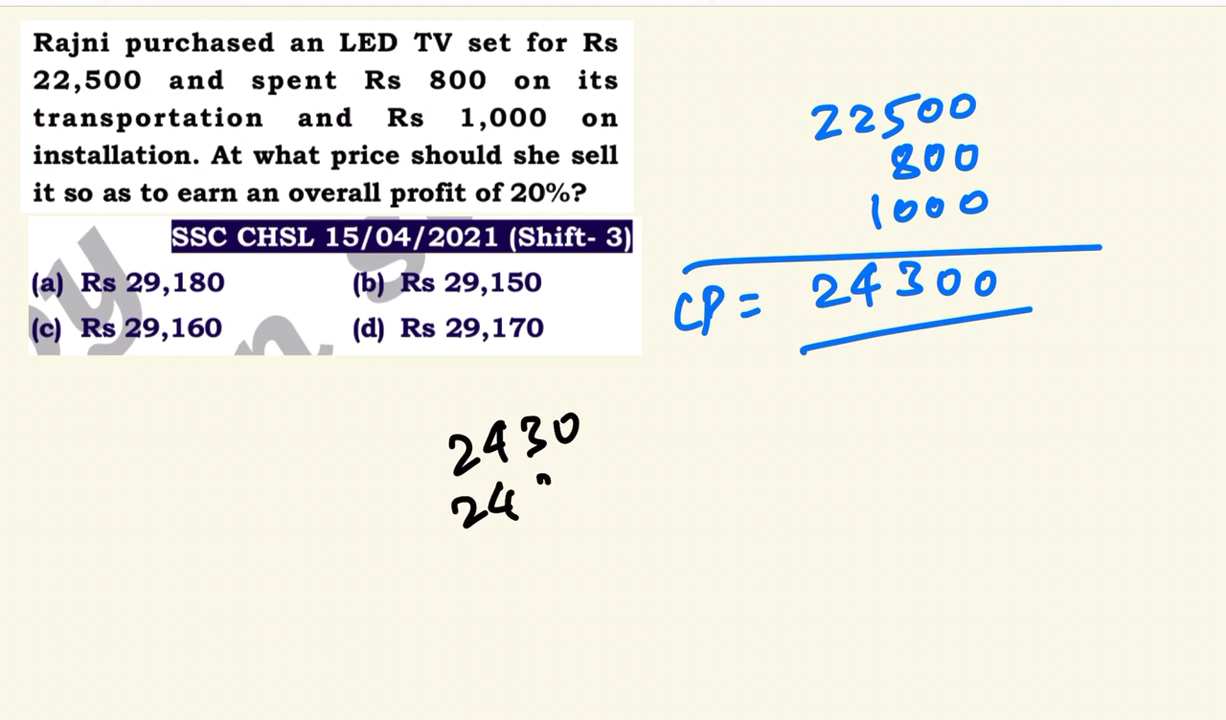 Rajni purchased an LED TV set for Rs
22,500 and spent Rs 800 on its
transportation and Rs 1,000 on
installation. At what price should she sell
it so as to earn an overall profit of 20%?
SSC CHSL 15/04/2021 (Shift- 3)
(a) Rs 29,180 (b) Rs 29,150
(c) Rs 29,160 (d) Rs 29,170
22500
800
1000
CP = 24300
2430
24